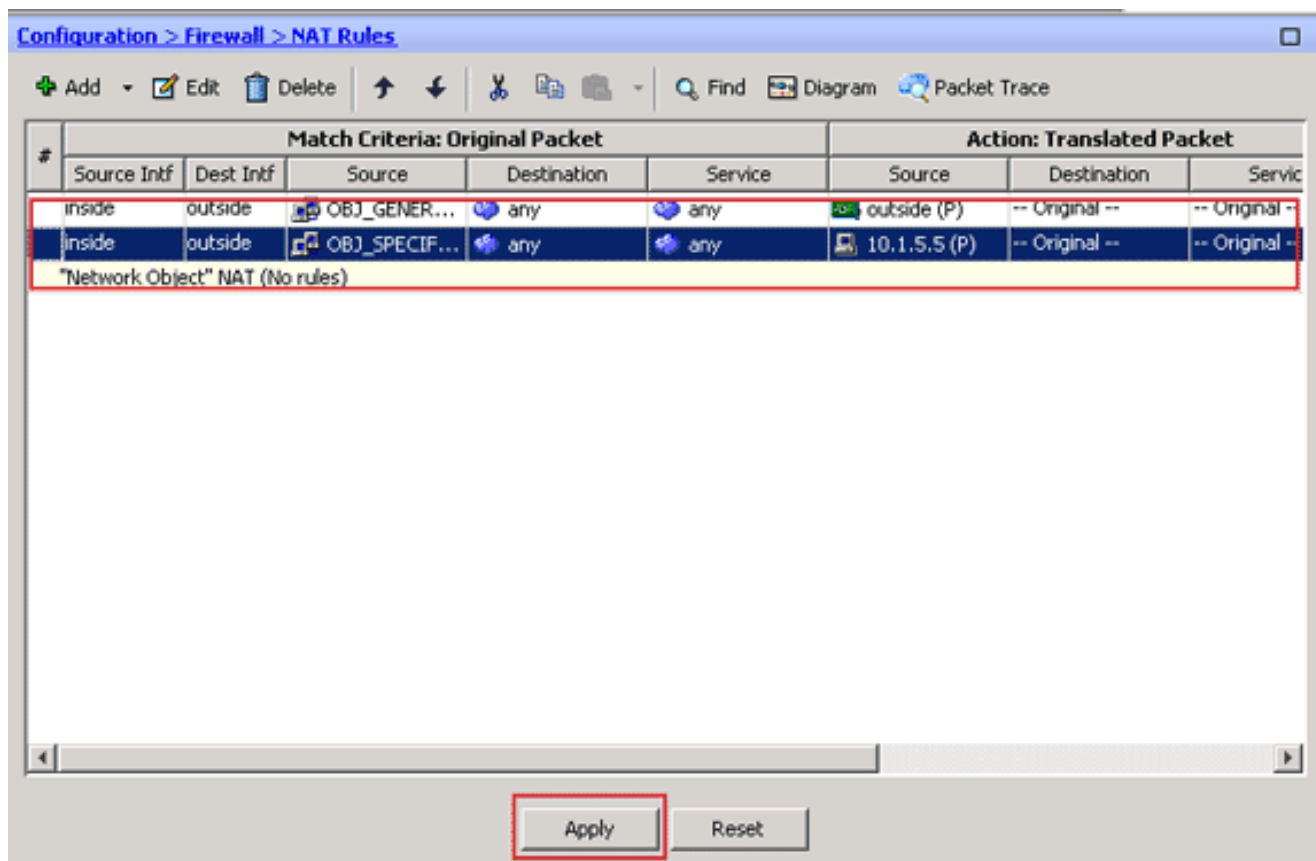 Configuration > Firewall > NAT Rules
Add Edit Delete Find Diagram Packet Trace
# Match Criteria: Original Packet Action: Translated Packet
Source Intf Dest Intf Source Destination Service Source Destination Servic
inside outside OBJ_GENER... any any outside (P) -- Original -- -- Original -
inside outside OBJ_SPECIF... any any 10.1.5.5 (P) -- Original -- -- Original -
"Network Object" NAT (No rules)
Apply Reset